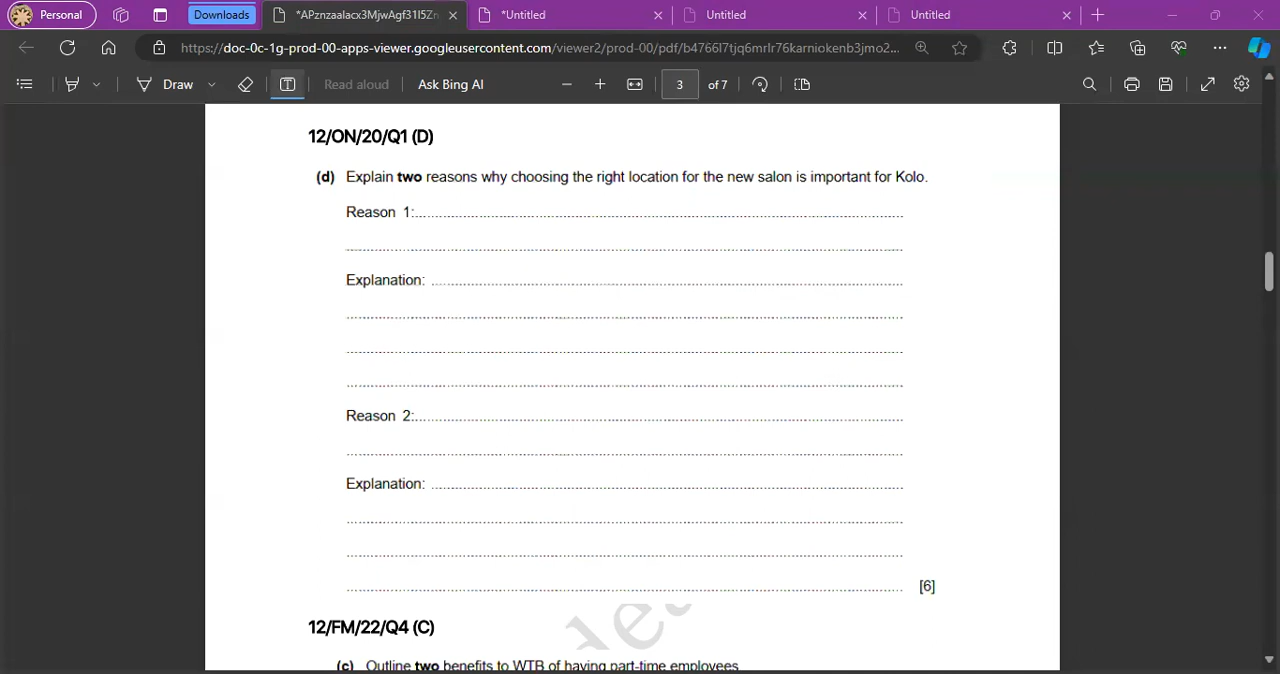 Personal
Downloads
*APznzaalacx3MjwAgf31I5Zn
*Untitled
Untitled
Untitled
https://doc-0c-1g-prod-00-apps-viewer.googleusercontent.com/viewer2/prod-00/pdf/b4766l7tjq6mrlr76karniokenb3jmo2...
Draw
Read aloud
Ask Bing AI
3 of 7
12/ON/20/Q1 (D)
(d) Explain two reasons why choosing the right location for the new salon is important for Kolo.
Reason 1:
Explanation:
Reason 2:
Explanation:
[6]
12/FM/22/Q4 (C)
(c) Outline two benefits to WTB of having part-time employees